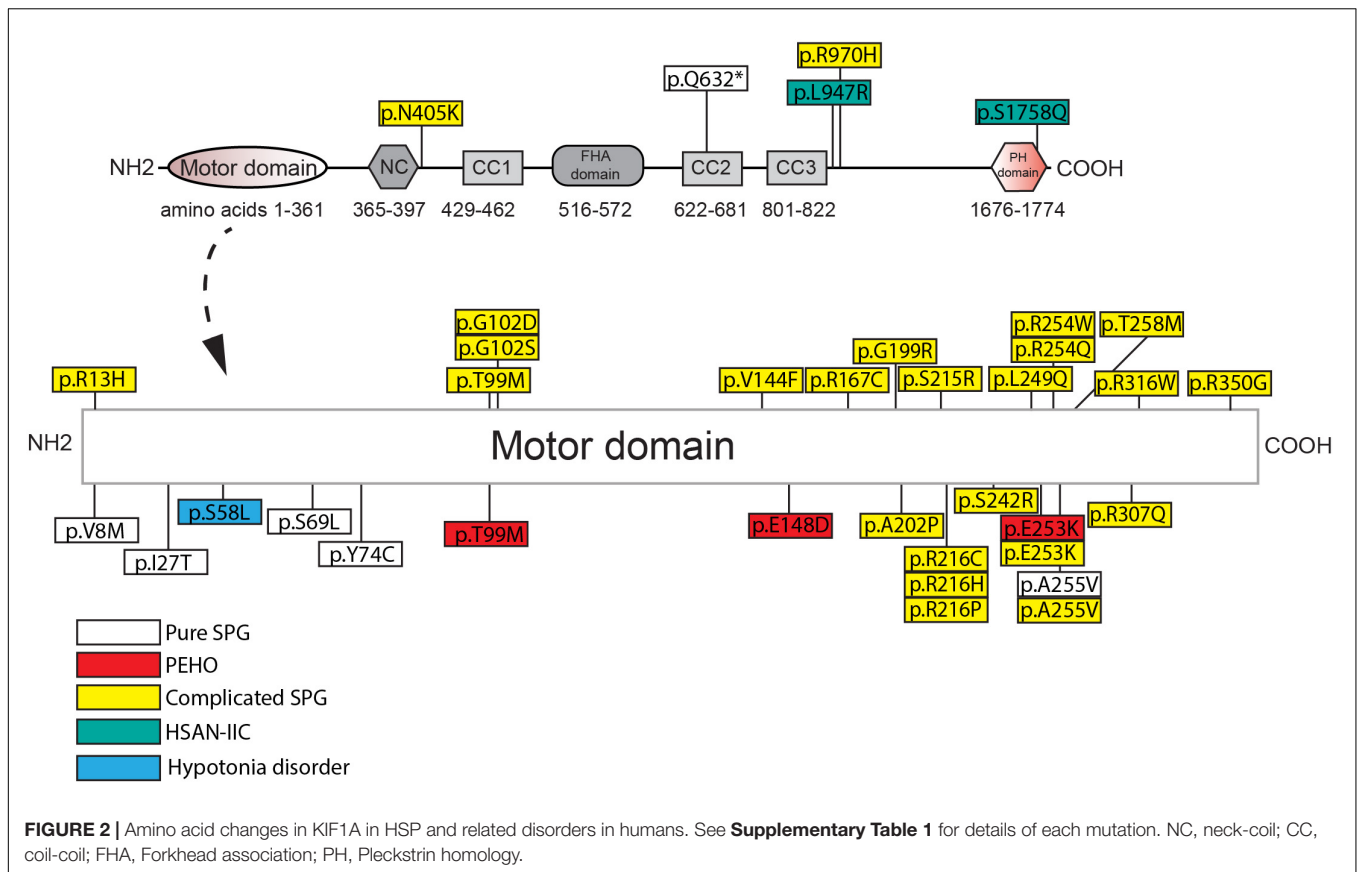 p.R970H
p.Q632*
p.L947R
p.N405K
p.S1758Q
NH2
Motor domain
NC
CC1
FHA
domain
CC2
CC3
PH
domain
COOH
amino acids 1-361
365-397
429-462
516-572
622-681
801-822
1676-1774
p.G102D
p.R254W
p.T258M
p.G102S
p.G199R
p.R254Q
p.R13H
p.T99M
p.V144F
p.R167C
p.S215R
p.L249Q
p.R316W
p.R350G
NH2
Motor domain
COOH
p.V8M
p.I27T
p.S58L
p.S69L
p.Y74C
p.T99M
p.E148D
p.A202P
p.S242R
p.R307Q
p.E253K
p.E253K
p.R216C
p.R216H
p.R216P
p.A255V
p.A255V
Pure SPG
PEHO
Complicated SPG
HSAN-IIC
Hypotonia disorder
FIGURE 2 | Amino acid changes in KIF1A in HSP and related disorders in humans. See Supplementary Table 1 for details of each mutation. NC, neck-coil; CC,
coil-coil; FHA, Forkhead association; PH, Pleckstrin homology.